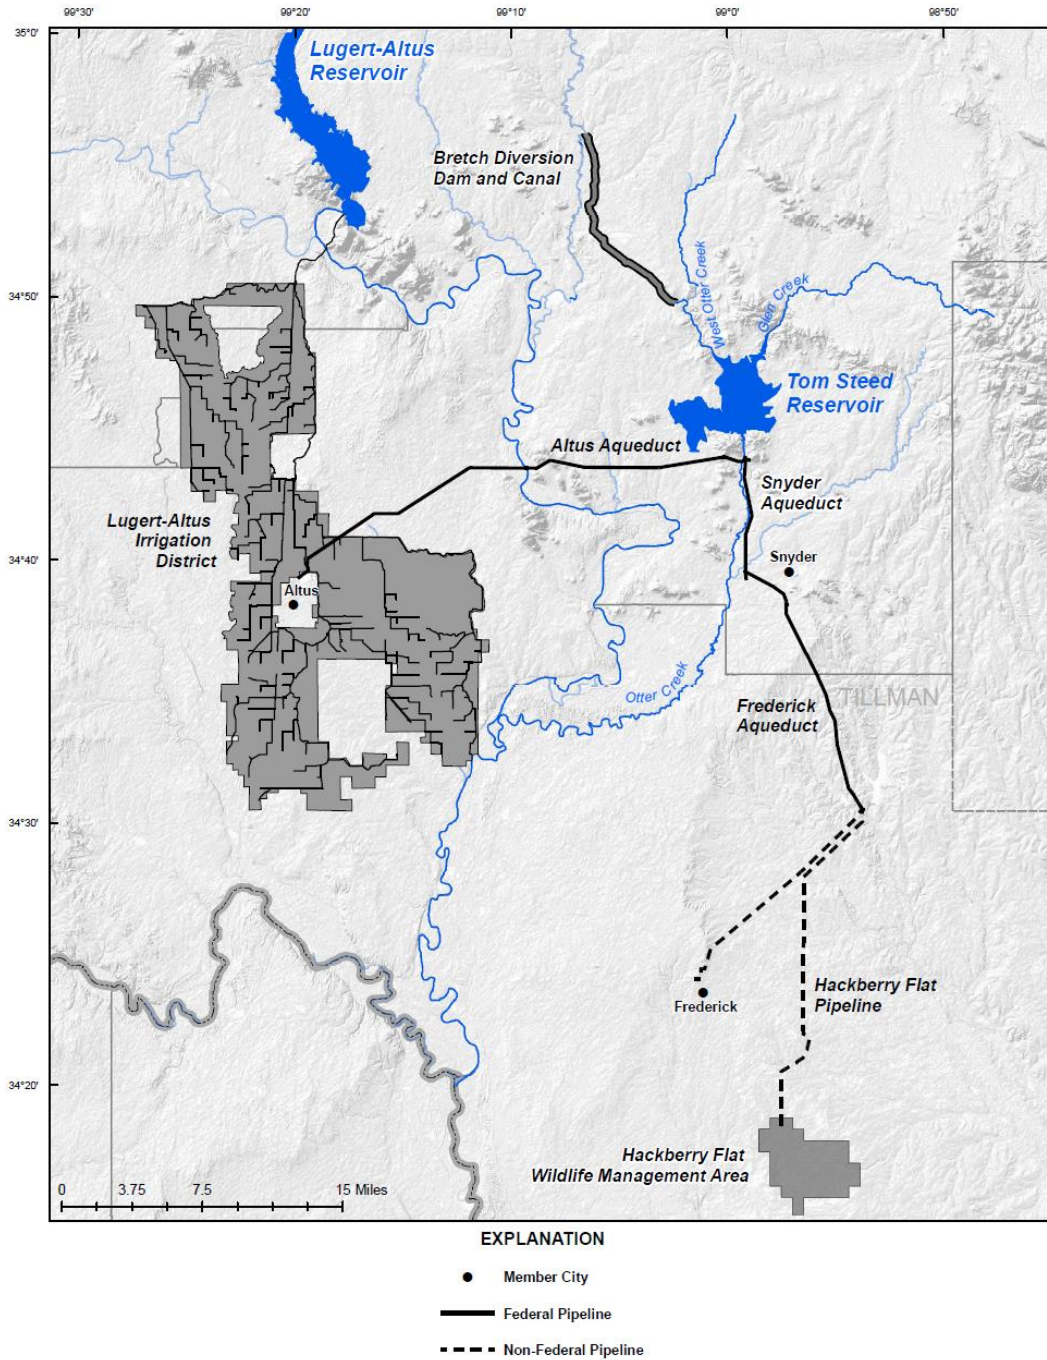 99°30'
99°20'
99°10'
99°0'
98°50'
35°0'
Lugert-Altus
Reservoir
Bretch Diversion
Dam and Canal
West Otter Creek
Glen Creek
34°50'
Tom Steed
Reservoir
Altus Aqueduct
Snyder
Aqueduct
Lugert-Altus
Irrigation
District
34°40'
Snyder
Altus
Otter Creek
Frederick
Aqueduct
TILLMAN
34°30'
Hackberry Flat
Pipeline
Frederick
34°20'
Hackberry Flat
Wildlife Management Area
0 3.75 7.5 15 Miles
EXPLANATION
Member City
Federal Pipeline
Non-Federal Pipeline